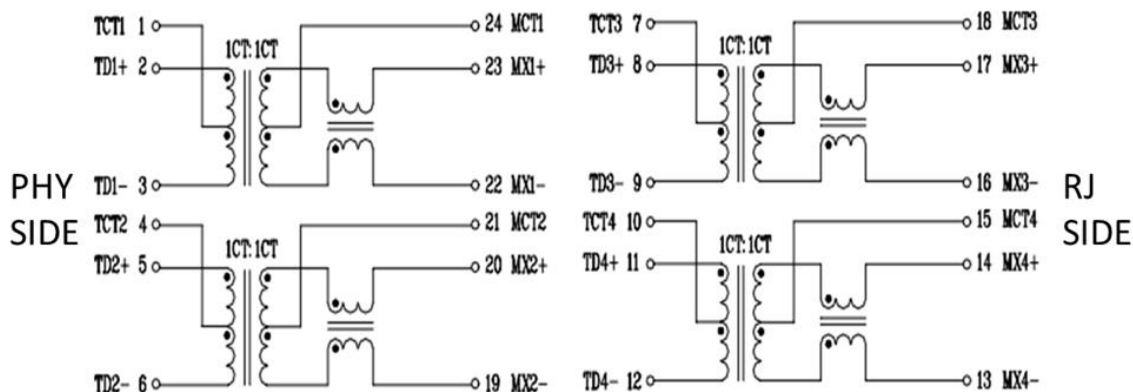 TCT1 1
24 MCT1
1CT:1CT
TD1+ 2
23 MX1+
TD1- 3
22 MX1-
TCT2 4
21 MCT2
1CT:1CT
TD2+ 5
20 MX2+
TD2- 6
19 MX2-
TCT3 7
18 MCT3
1CT:1CT
TD3+ 8
17 MX3+
TD3- 9
16 MX3-
TCT4 10
15 MCT4
1CT:1CT
TD4+ 11
14 MX4+
TD4- 12
13 MX4-
PHY
SIDE
RJ
SIDE